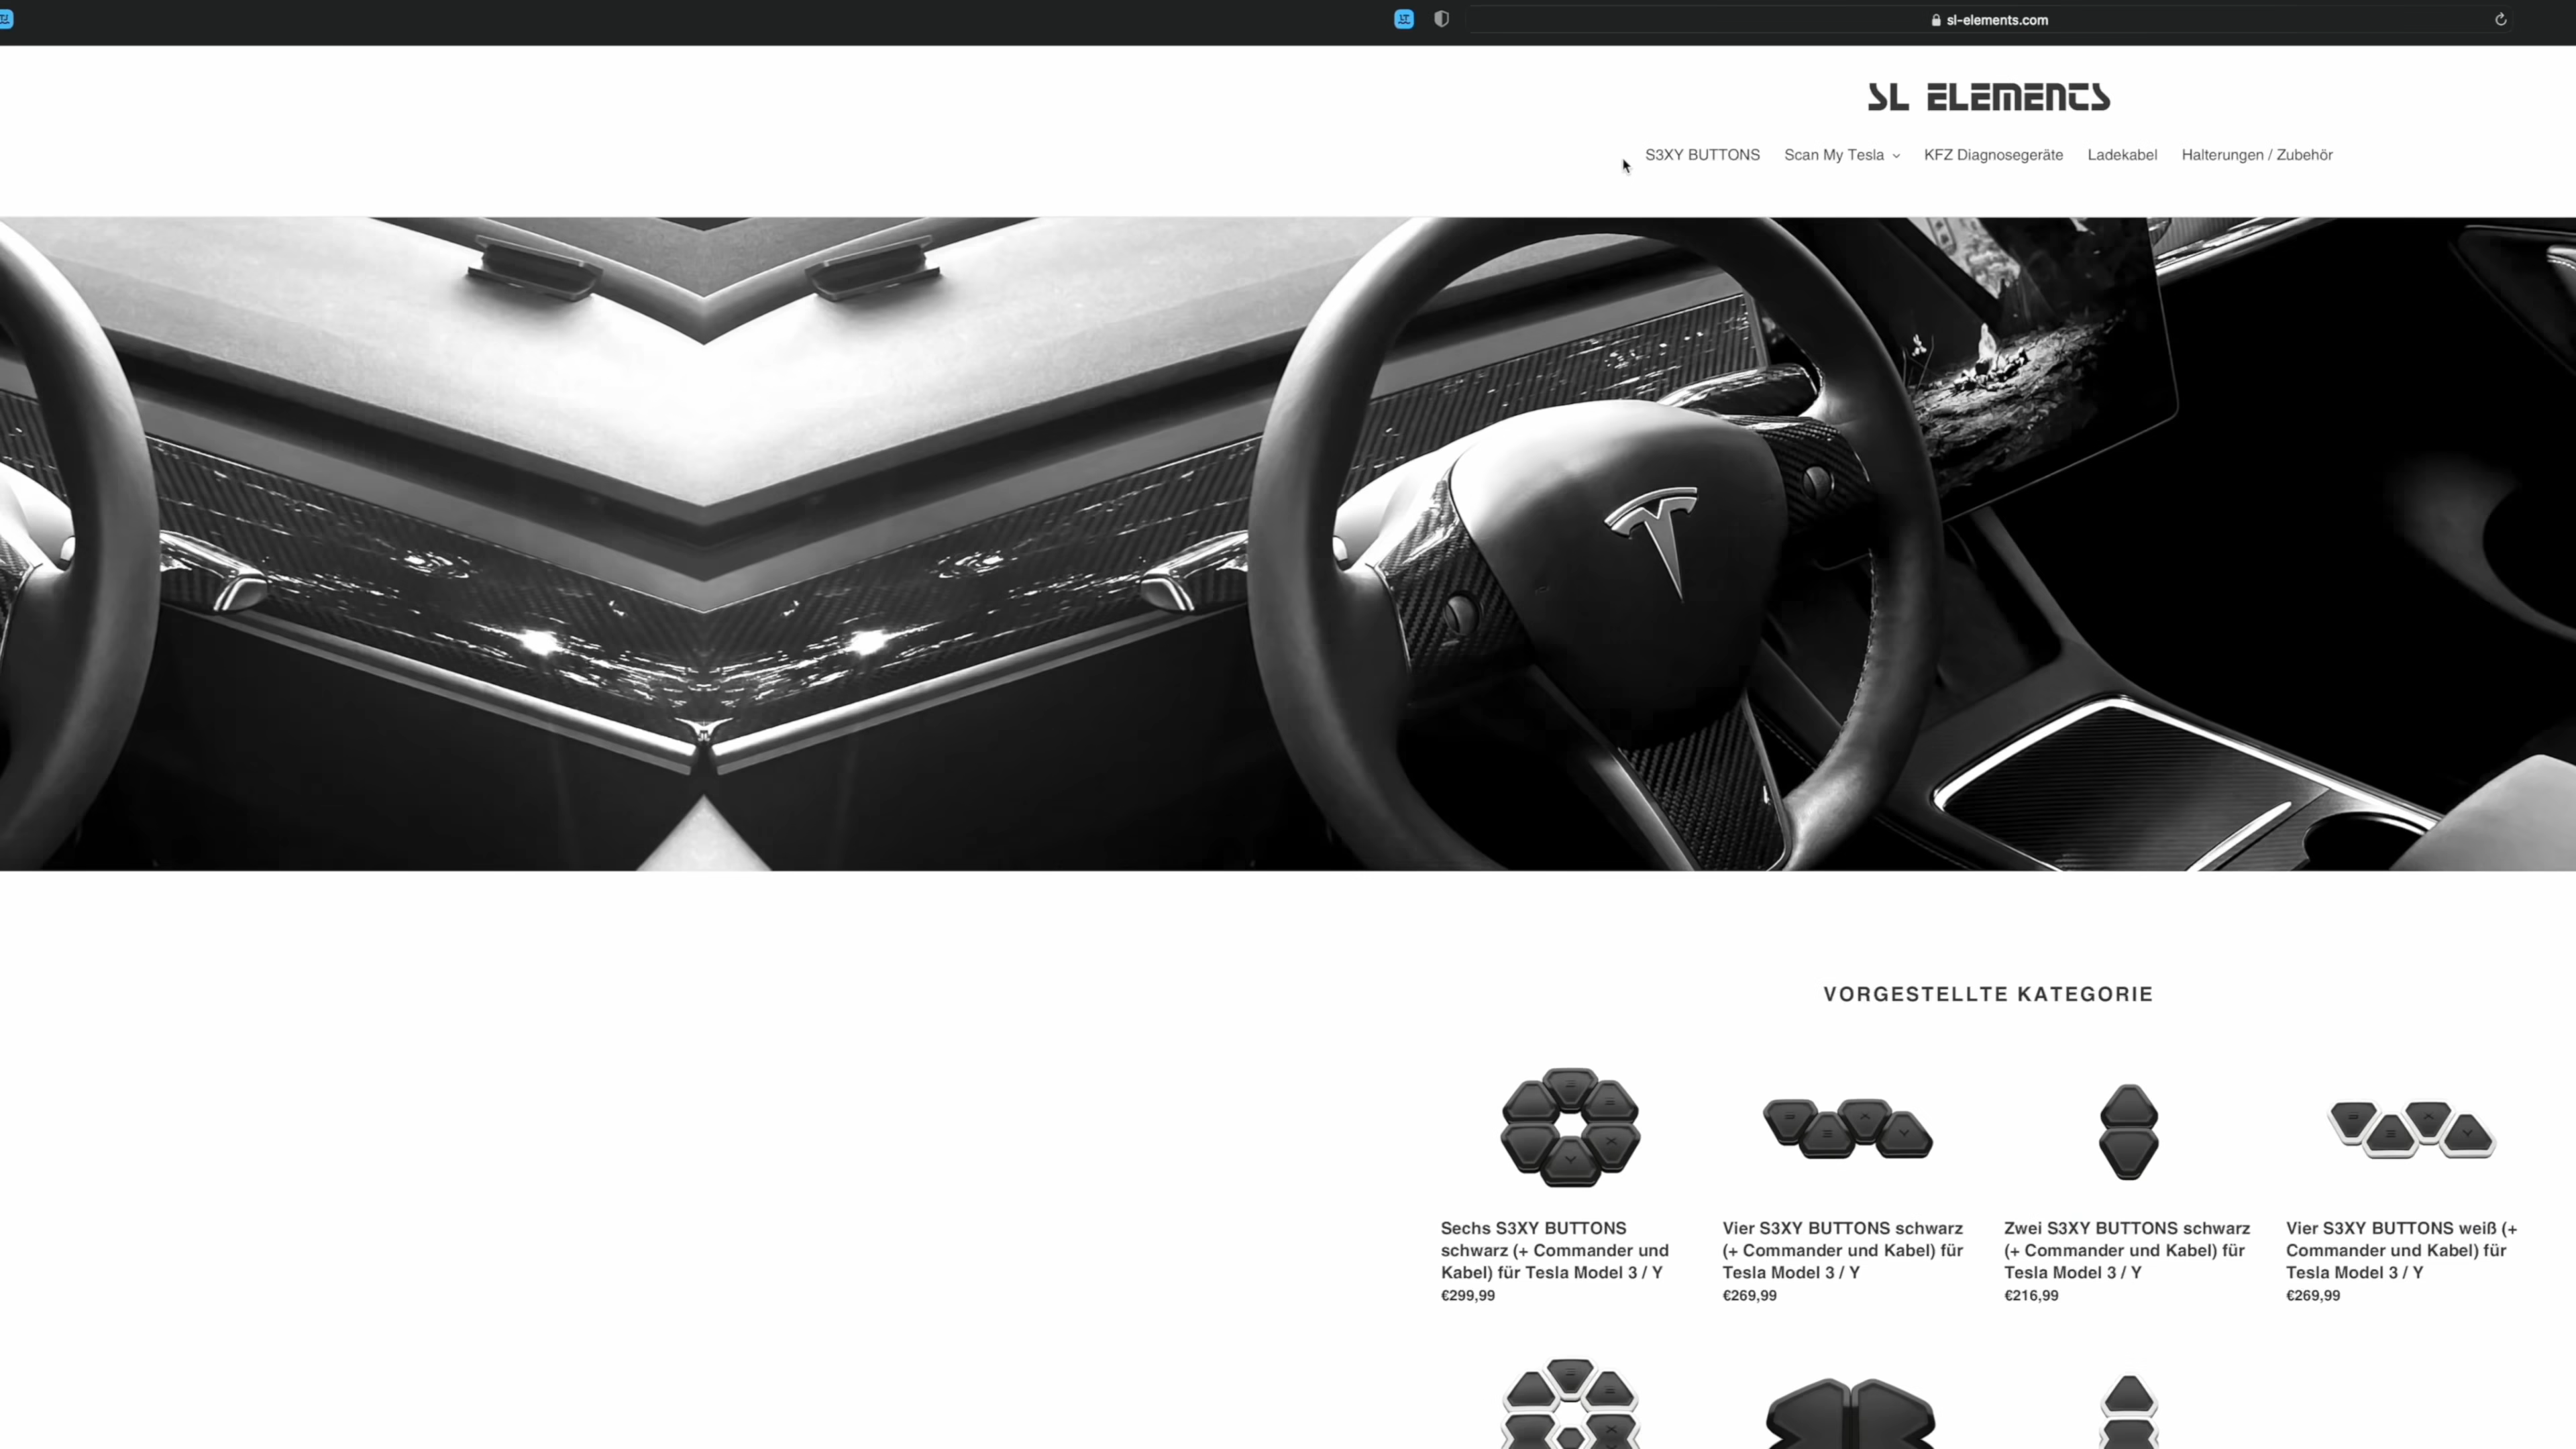 sl-elements.com
SL ELEMENTS
S3XY BUTTONS Scan My Tesla KFZ Diagnosegeräte Ladekabel Halterungen / Zubehör
VORGESTELLTE KATEGORIE
Sechs S3XY BUTTONS
schwarz (+ Commander und
Kabel) für Tesla Model 3 / Y
€299,99
Vier S3XY BUTTONS schwarz
(+ Commander und Kabel) für
Tesla Model 3 / Y
€269,99
Zwei S3XY BUTTONS schwarz
(+ Commander und Kabel) für
Tesla Model 3 / Y
€216,99
Vier S3XY BUTTONS weiß (+
Commander und Kabel) für
Tesla Model 3 / Y
€269,99